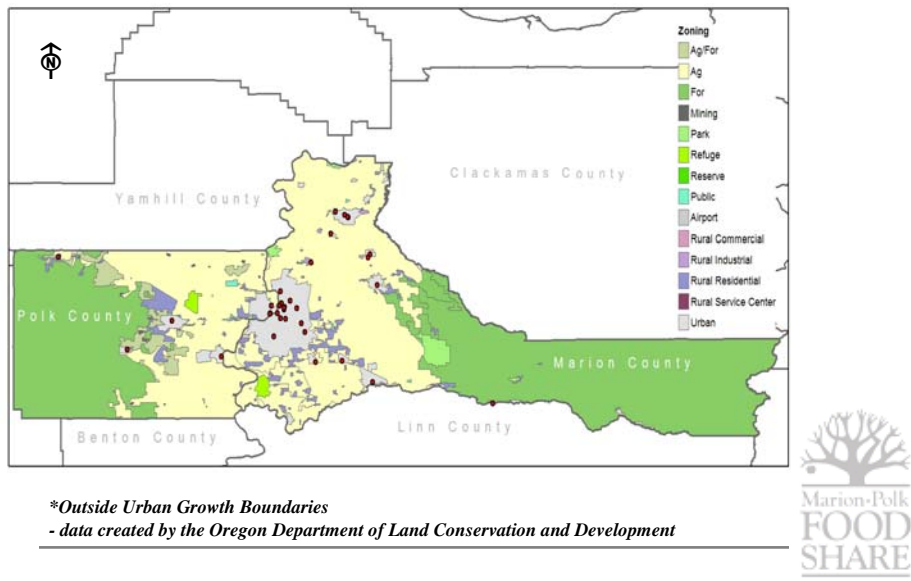 N
Zoning
Ag/For
Ag
For
Mining
Park
Refuge
Reserve
Public
Airport
Rural Commercial
Rural Industrial
Rural Residential
Rural Service Center
Urban
Clackamas County
Yamhill County
Polk County
Marion County
Benton County
Linn County
*Outside Urban Growth Boundaries
- data created by the Oregon Department of Land Conservation and Development
Marion·Polk
FOOD
SHARE